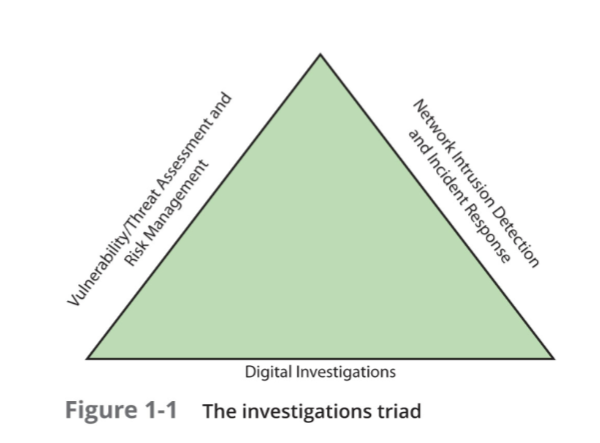 Vulnerability/Threat Assessment and
Risk Management
Network Intrusion Detection
and Incident Response
Digital Investigations
Figure 1-1 The investigations triad